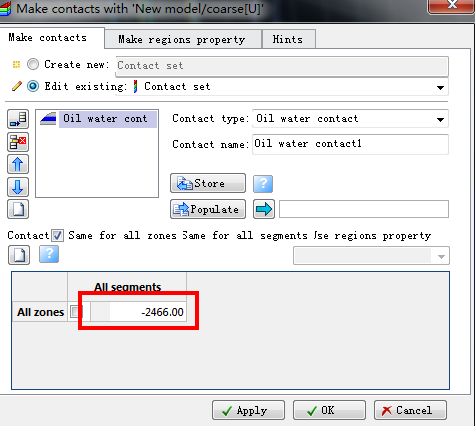 Make contacts with 'New model/coarse[U]'
Make contacts Make regions property Hints
Create new: Contact set
Edit existing: Contact set
Oil water cont
Contact type: Oil water contact
Contact name: Oil water contact1
Store ?
Populate
Contact Same for all zones Same for all segments Use regions property
?
All segments
All zones -2466.00
Apply OK Cancel